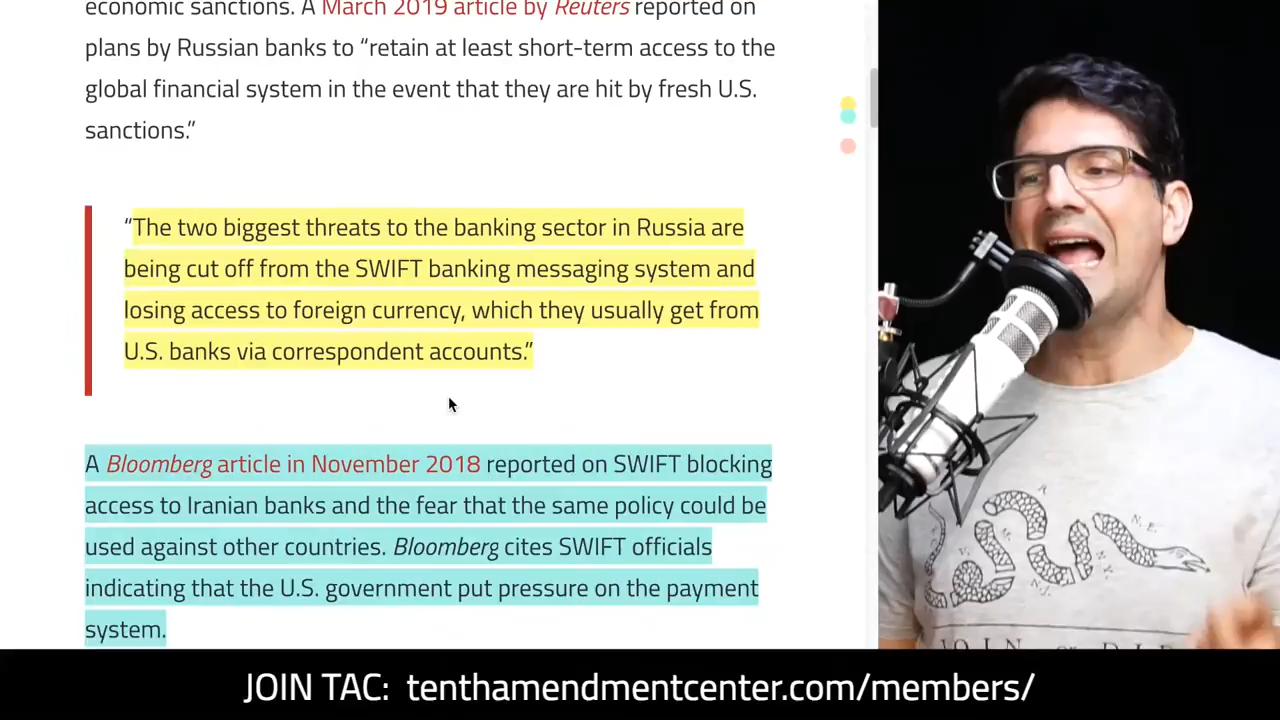 economic sanctions. A March 2019 article by Reuters reported on
plans by Russian banks to “retain at least short-term access to the
global financial system in the event that they are hit by fresh U.S.
sanctions.”
“The two biggest threats to the banking sector in Russia are
being cut off from the SWIFT banking messaging system and
losing access to foreign currency, which they usually get from
U.S. banks via correspondent accounts.”
A Bloomberg article in November 2018 reported on SWIFT blocking
access to Iranian banks and the fear that the same policy could be
used against other countries. Bloomberg cites SWIFT officials
indicating that the U.S. government put pressure on the payment
system.
R.
N.E.
M.
N.Y.
N.J.
JOIN or DIE
JOIN TAC: tenthamendmentcenter.com/members/